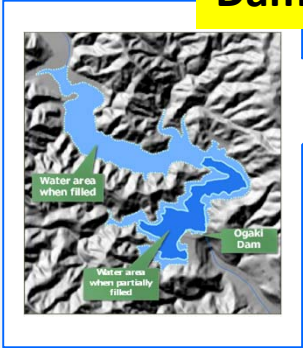 Water area
when filled
Ogaki
Dam
Water area
when partially
filled